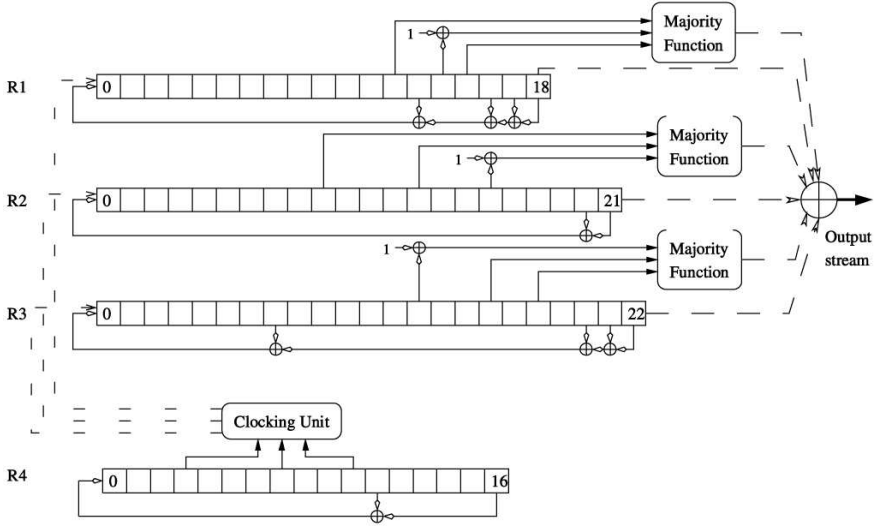 Majority
Function
1
R1
0
18
Majority
Function
1
R2
0
21
Output
stream
1
Majority
Function
R3
0
22
Clocking Unit
R4
0
16